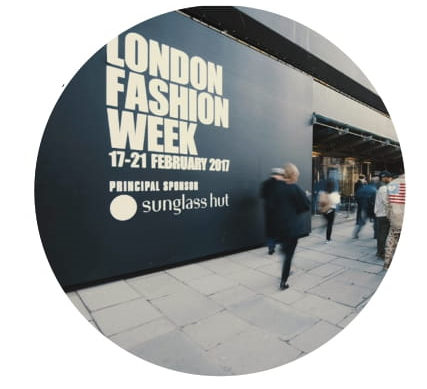 LONDON
FASHION
WEEK
17-21 FEBRUARY 2017
PRINCIPAL SPONSOR
sunglass hut